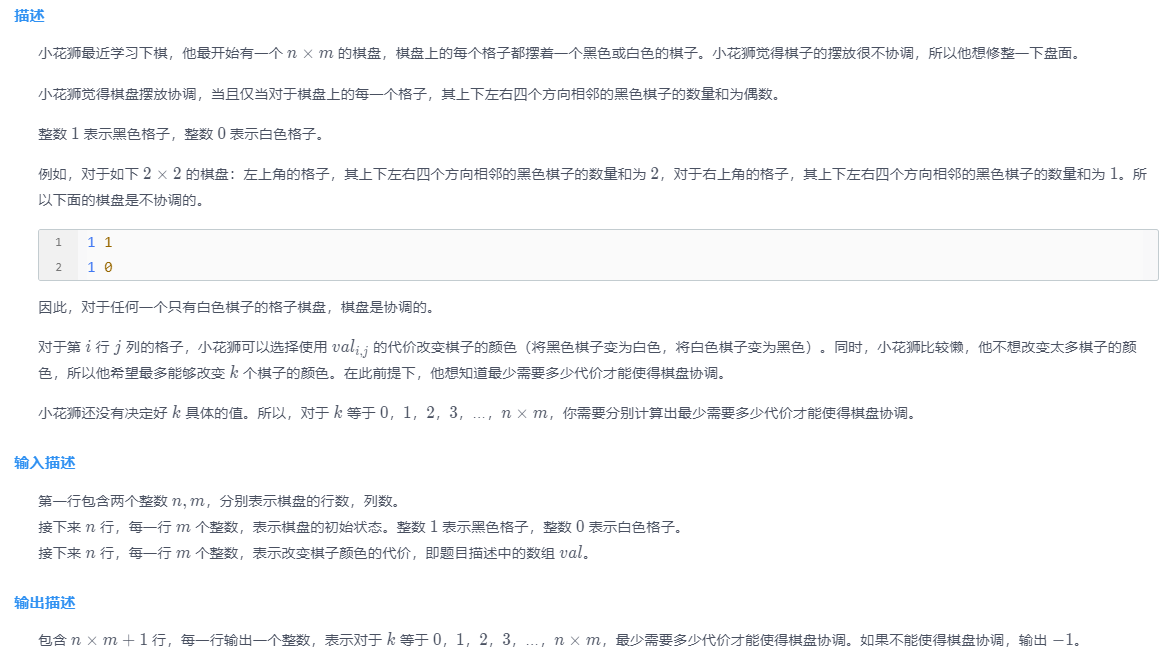 描述
小花狮最近学习下棋，他最开始有一个 n × m 的棋盘，棋盘上的每个格子都摆着一个黑色或白色的棋子。小花狮觉得棋子的摆放很不协调，所以他想修整一下盘面。
小花狮觉得棋盘摆放协调，当且仅当对于棋盘上的每一个格子，其上下左右四个方向相邻的黑色棋子的数量和为偶数。
整数 1 表示黑色格子，整数 0 表示白色格子。
例如，对于如下 2 × 2 的棋盘：左上角的格子，其上下左右四个方向相邻的黑色棋子的数量和为 2，对于右上角的格子，其上下左右四个方向相邻的黑色棋子的数量和为 1。所
以下面的棋盘是不协调的。
1 1 1
2 1 0
因此，对于任何一个只有白色棋子的格子棋盘，棋盘是协调的。
对于第 i 行 j 列的格子，小花狮可以选择使用 val_{i,j} 的代价改变棋子的颜色（将黑色棋子变为白色，将白色棋子变为黑色）。同时，小花狮比较懒，他不想改变太多棋子的颜
色，所以他希望最多能够改变 k 个棋子的颜色。在此前提下，他想知道最少需要多少代价才能使得棋盘协调。
小花狮还没有决定好 k 具体的值。所以，对于 k 等于 0，1，2，3，...，n × m，你需要分别计算出最少需要多少代价才能使得棋盘协调。
输入描述
第一行包含两个整数 n, m，分别表示棋盘的行数，列数。
接下来 n 行，每一行 m 个整数，表示棋盘的初始状态。整数 1 表示黑色格子，整数 0 表示白色格子。
接下来 n 行，每一行 m 个整数，表示改变棋子颜色的代价，即题目描述中的数组 val。
输出描述
包含 n × m + 1 行，每一行输出一个整数，表示对于 k 等于 0，1，2，3，...，n × m，最少需要多少代价才能使得棋盘协调。如果不能使得棋盘协调，输出 −1。